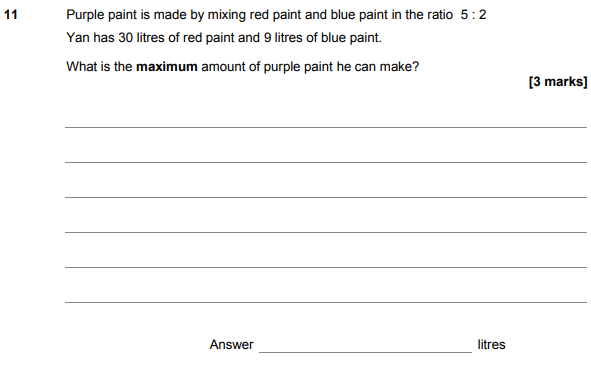 11 Purple paint is made by mixing red paint and blue paint in the ratio 5 : 2
Yan has 30 litres of red paint and 9 litres of blue paint.
What is the maximum amount of purple paint he can make?
[3 marks]
Answer litres